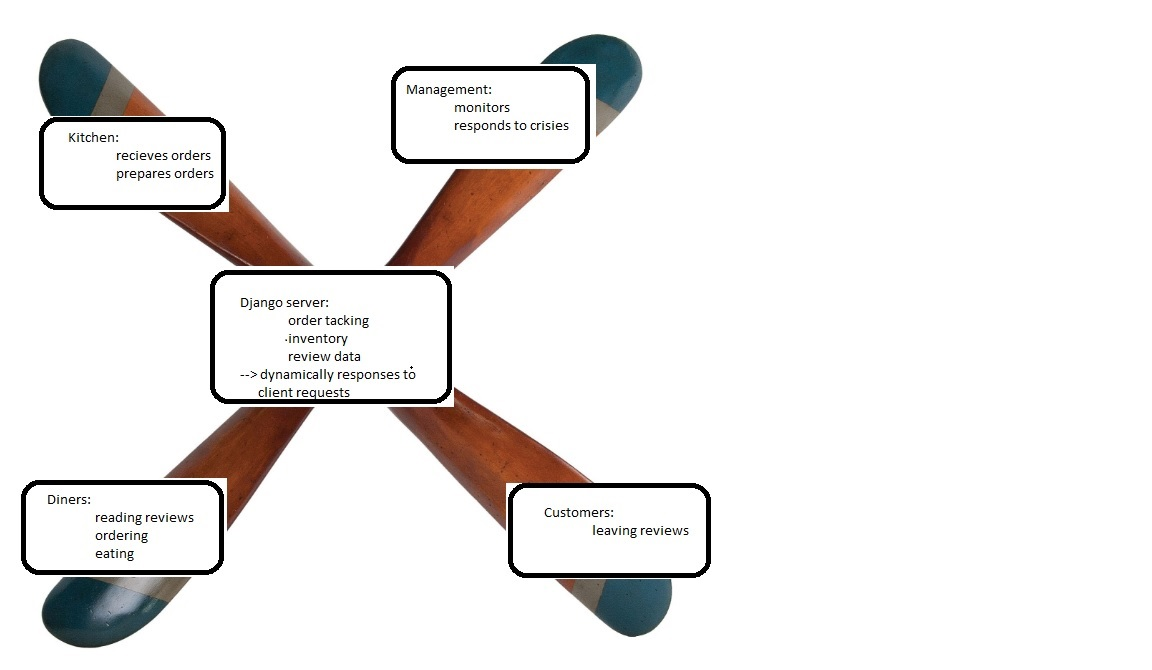 Kitchen:
recieves orders
prepares orders
Management:
monitors
responds to crisies
Django server:
order tacking
inventory
review data
--> dynamically responses to
client requests
Diners:
reading reviews
ordering
eating
Customers:
leaving reviews